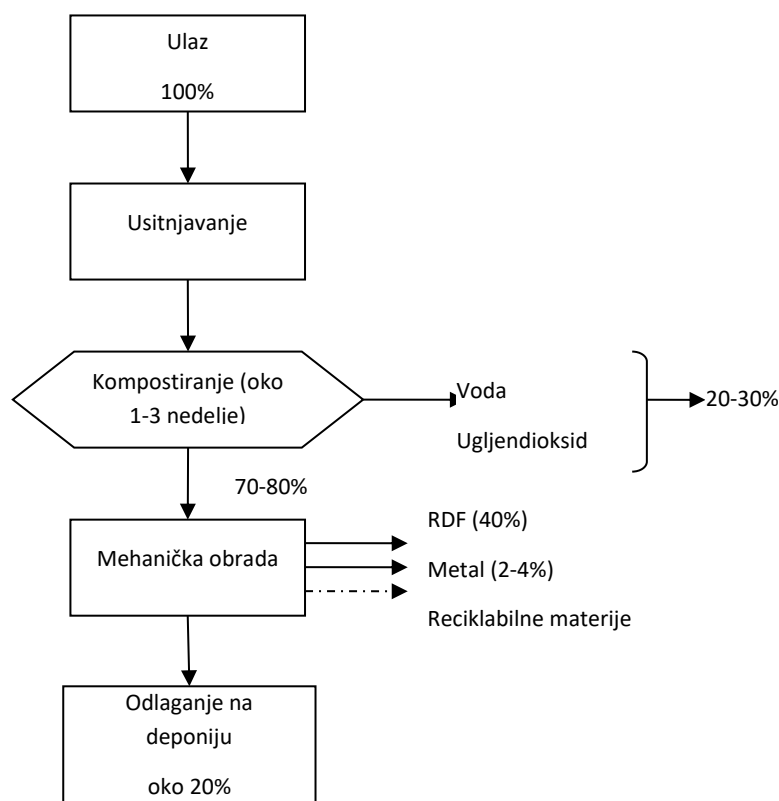 Ulaz
100%
Usitnjavanje
Kompostiranje (oko
1-3 nedelje)
Voda
Ugljendioksid
20-30%
70-80%
Mehanička obrada
RDF (40%)
Metal (2-4%)
Reciklabilne materije
Odlaganje na
deponiju
oko 20%